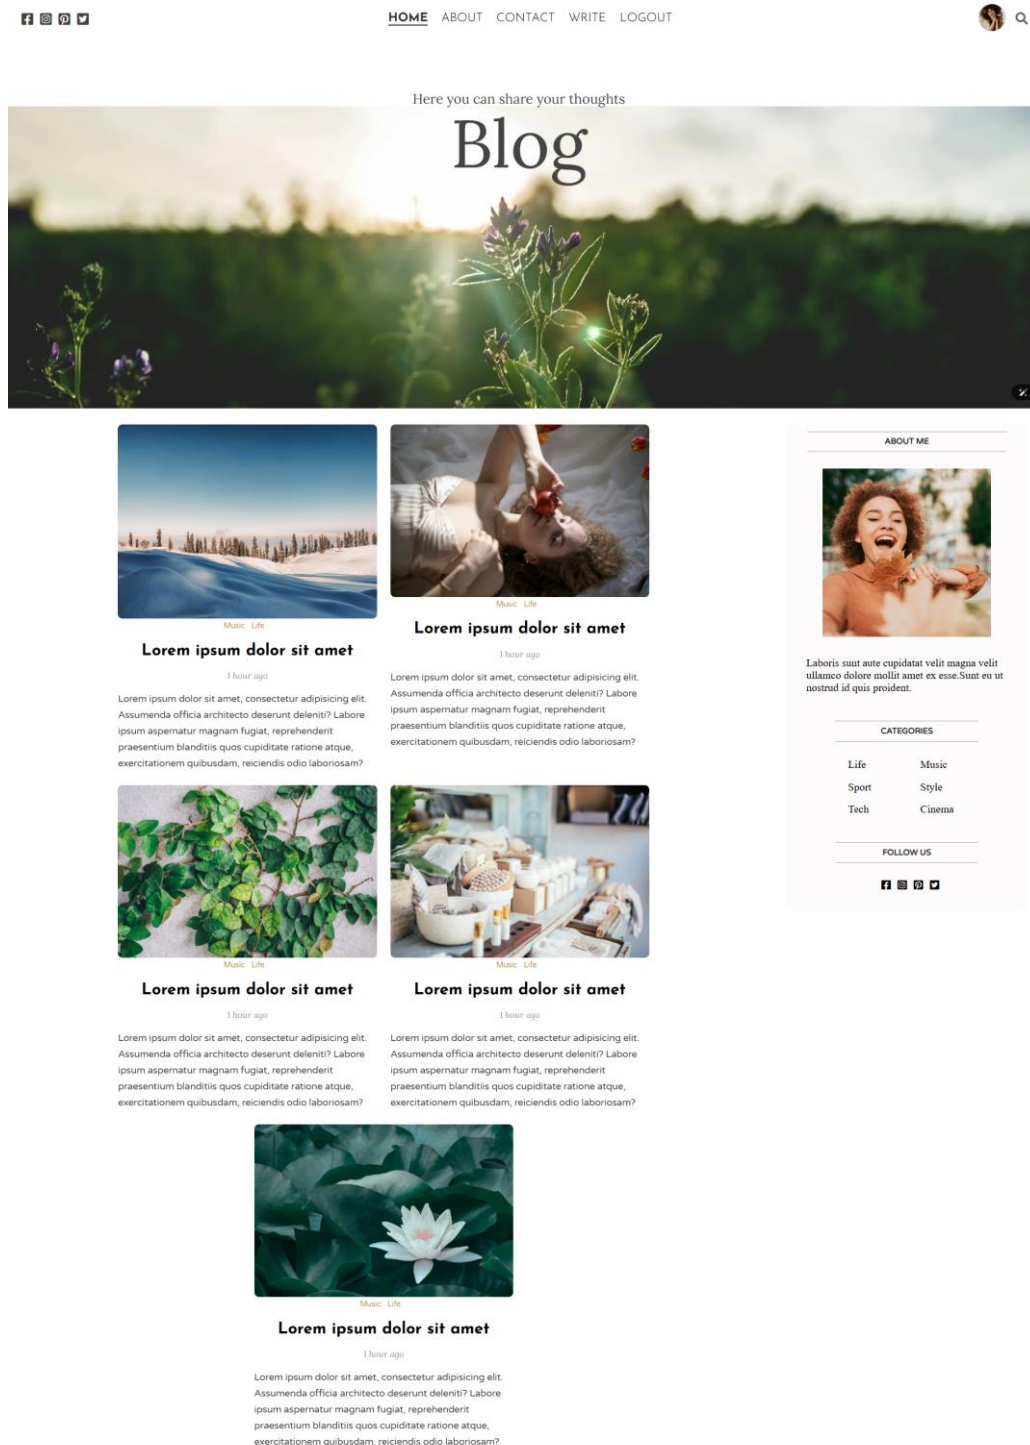 HOME ABOUT CONTACT WRITE LOGOUT
Here you can share your thoughts
Blog
Music Life
Lorem ipsum dolor sit amet
1 hour ago
Lorem ipsum dolor sit amet, consectetur adipisicing elit.
Assumenda officia architecto deserunt deleniti? Labore
ipsum aspernatur magnam fugiat, reprehenderit
praesentium blanditiis quos cupiditate ratione atque,
exercitationem quibusdam, reiciendis odio laboriosam?
Music Life
Lorem ipsum dolor sit amet
1 hour ago
Lorem ipsum dolor sit amet, consectetur adipisicing elit.
Assumenda officia architecto deserunt deleniti? Labore
ipsum aspernatur magnam fugiat, reprehenderit
praesentium blanditiis quos cupiditate ratione atque,
exercitationem quibusdam, reiciendis odio laboriosam?
Music Life
Lorem ipsum dolor sit amet
1 hour ago
Lorem ipsum dolor sit amet, consectetur adipisicing elit.
Assumenda officia architecto deserunt deleniti? Labore
ipsum aspernatur magnam fugiat, reprehenderit
praesentium blanditiis quos cupiditate ratione atque,
exercitationem quibusdam, reiciendis odio laboriosam?
Music Life
Lorem ipsum dolor sit amet
1 hour ago
Lorem ipsum dolor sit amet, consectetur adipisicing elit.
Assumenda officia architecto deserunt deleniti? Labore
ipsum aspernatur magnam fugiat, reprehenderit
praesentium blanditiis quos cupiditate ratione atque,
exercitationem quibusdam, reiciendis odio laboriosam?
Music Life
Lorem ipsum dolor sit amet
1 hour ago
Lorem ipsum dolor sit amet, consectetur adipisicing elit.
Assumenda officia architecto deserunt deleniti? Labore
ipsum aspernatur magnam fugiat, reprehenderit
praesentium blanditiis quos cupiditate ratione atque,
exercitationem quibusdam, reiciendis odio laboriosam?
ABOUT ME
Laboris sunt aute cupidatat velit magna velit
ullamco dolore mollit amet ex esse.Sunt eu ut
nostrud id quis proident.
CATEGORIES
Life Music
Sport Style
Tech Cinema
FOLLOW US